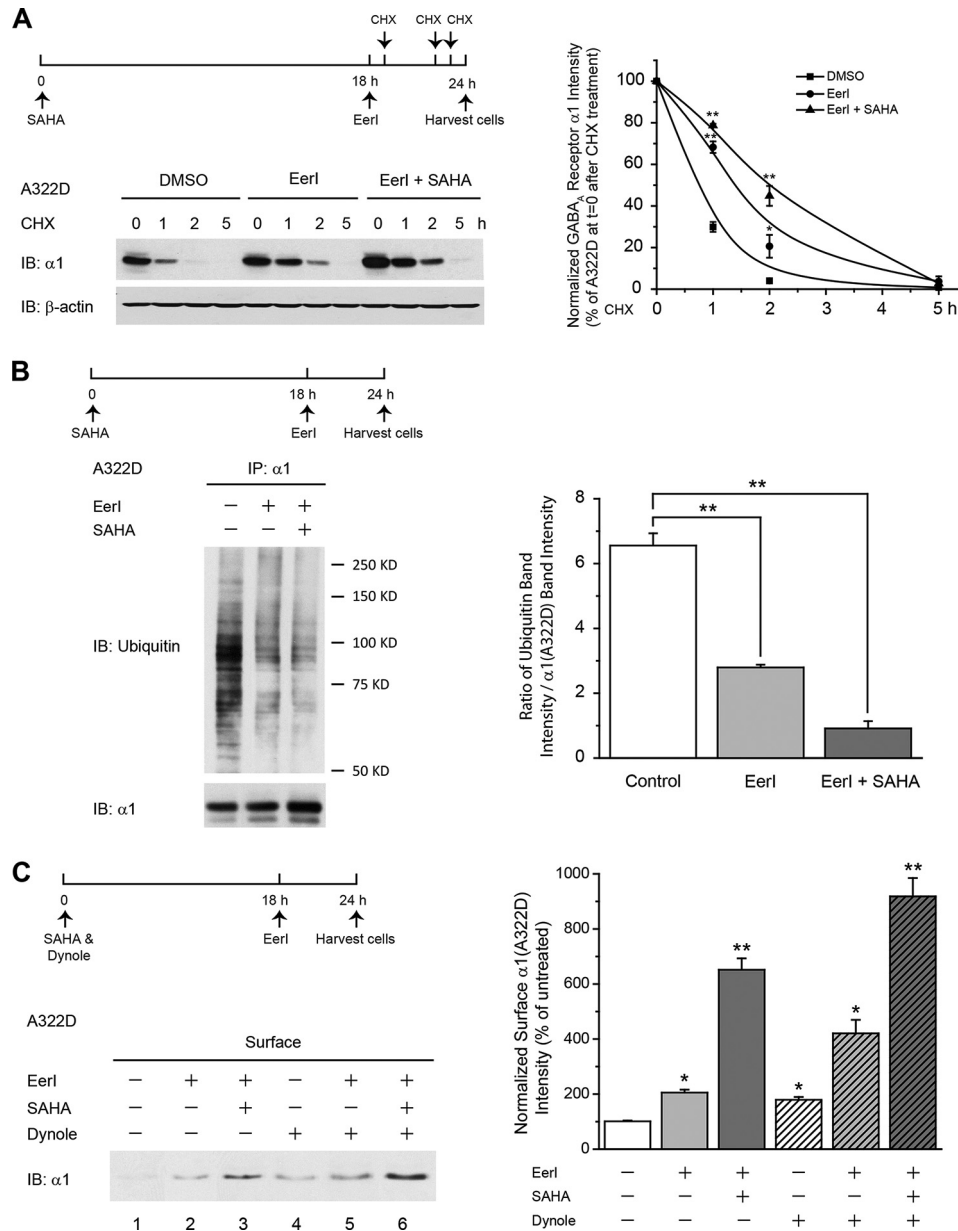 A
CHX CHX CHX
0 18 h 24 h
SAHA EerI Harvest cells
A322D DMSO EerI EerI + SAHA
CHX 0 1 2 5 0 1 2 5 0 1 2 5 h
IB: α1
IB: β-actin
Normalized GABAA Receptor α1 Intensity
(% of A322D at t=0 after CHX treatment)
100
80
60
40
20
0
DMSO
EerI
EerI + SAHA
**
**
**
*
CHX 0 1 2 3 4 5 h
B
0 18 h 24 h
SAHA EerI Harvest cells
A322D IP: α1
EerI – + +
SAHA – – +
IB: Ubiquitin
250 KD
150 KD
100 KD
75 KD
50 KD
IB: α1
Ratio of Ubiquitin Band
Intensity / α1(A322D) Band Intensity
8
6
4
2
0
**
**
Control EerI EerI + SAHA
C
0 18 h 24 h
SAHA &
Dynole
EerI Harvest cells
A322D
Surface
EerI – + + – + +
SAHA – – + – – +
Dynole – – – + + +
IB: α1
1 2 3 4 5 6
Normalized Surface α1(A322D)
Intensity (% of untreated)
1000
800
600
400
200
0
* ** * * **
EerI – + + – + +
SAHA – – + – – +
Dynole – – – + + +